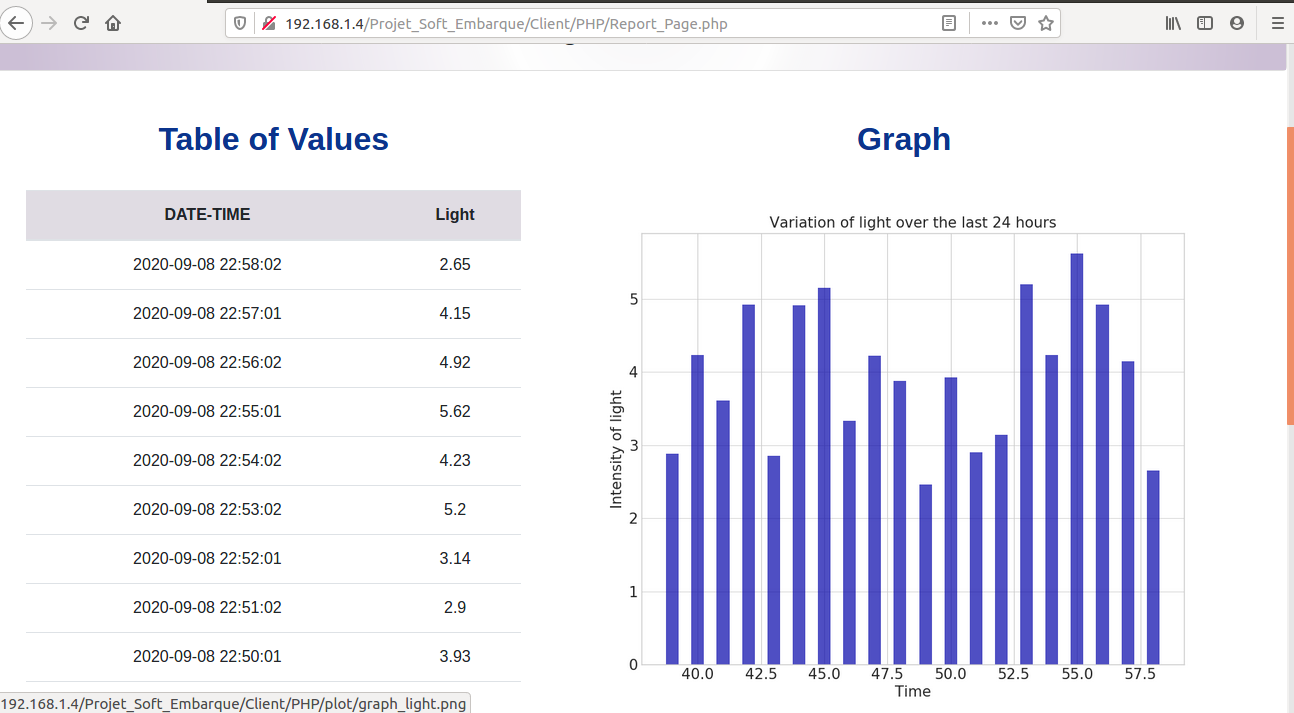 192.168.1.4/Projet_Soft_Embarque/Client/PHP/Report_Page.php
Table of Values
DATE-TIME Light
2020-09-08 22:58:02 2.65
2020-09-08 22:57:01 4.15
2020-09-08 22:56:02 4.92
2020-09-08 22:55:01 5.62
2020-09-08 22:54:02 4.23
2020-09-08 22:53:02 5.2
2020-09-08 22:52:01 3.14
2020-09-08 22:51:02 2.9
2020-09-08 22:50:01 3.93
Graph
Variation of light over the last 24 hours
Intensity of light
5
4
3
2
1
0
40.0 42.5 45.0 47.5 50.0 52.5 55.0 57.5
Time
192.168.1.4/Projet_Soft_Embarque/Client/PHP/plot/graph_light.png